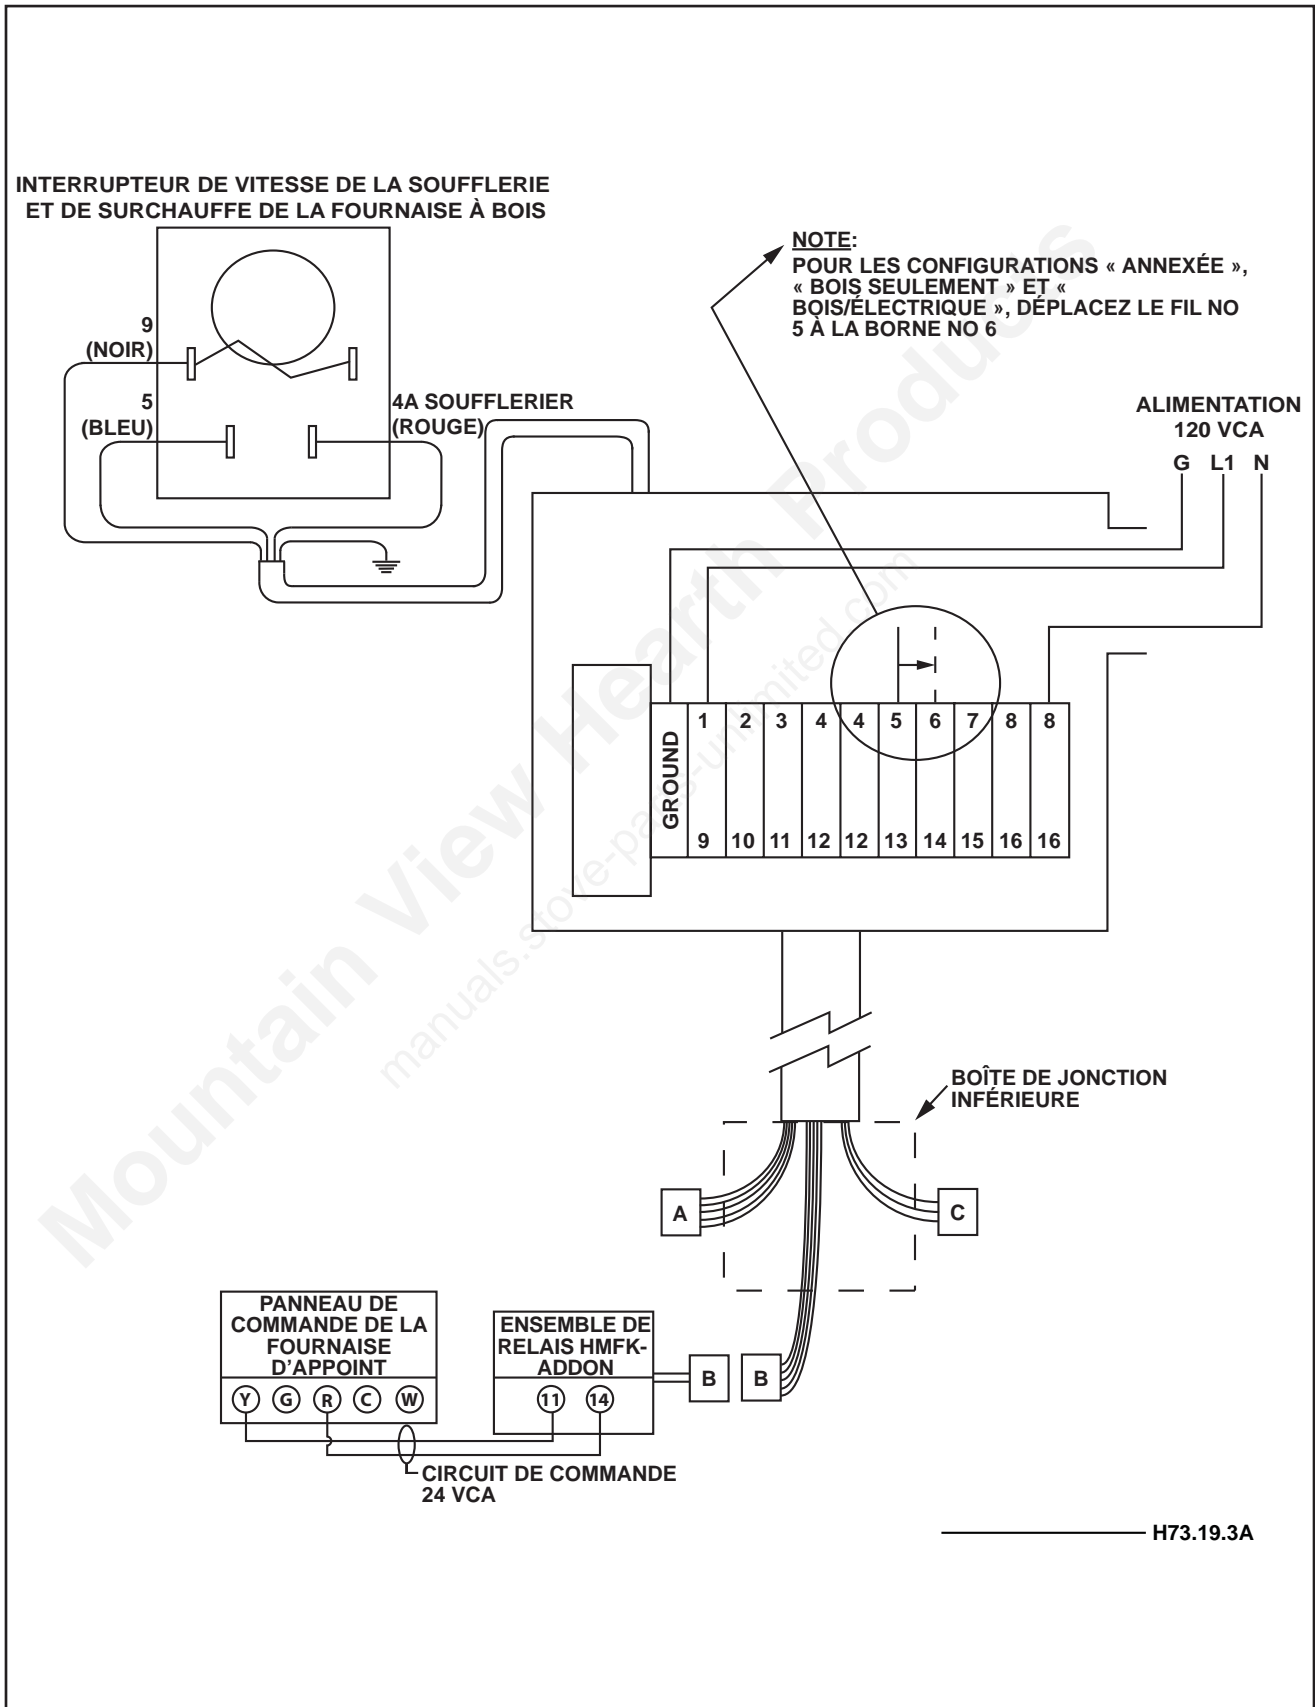 INTERRUPTEUR DE VITESSE DE LA SOUFFLERIE
ET DE SURCHAUFFE DE LA FOURNAISE À BOIS
9
(NOIR)
5
(BLEU)
4A SOUFFLERIER
(ROUGE)
NOTE:
POUR LES CONFIGURATIONS « ANNEXÉE »,
« BOIS SEULEMENT » ET «
BOIS/ÉLECTRIQUE », DÉPLACEZ LE FIL NO
5 À LA BORNE NO 6
ALIMENTATION
120 VCA
G L1 N
GROUND
1 2 3 4 4 5 6 7 8 8
9 10 11 12 12 13 14 15 16 16
BOÎTE DE JONCTION
INFÉRIEURE
A
C
PANNEAU DE
COMMANDE DE LA
FOURNAISE
D'APPOINT
Y G R C W
ENSEMBLE DE
RELAIS HMFK-
ADDON
11 14
B
B
CIRCUIT DE COMMANDE
24 VCA
H73.19.3A
Mountain View Hearth Products
manuals.stove-parts-unlimited.com